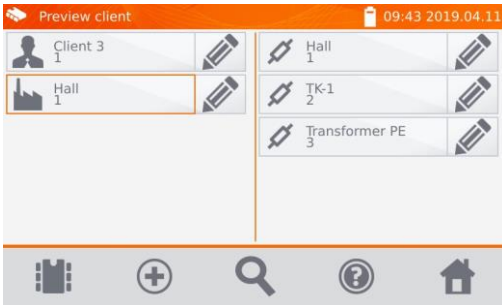 Preview client
09:43 2019.04.11
Client 3
1
Hall
1
Hall
1
TK-1
2
Transformer PE
3